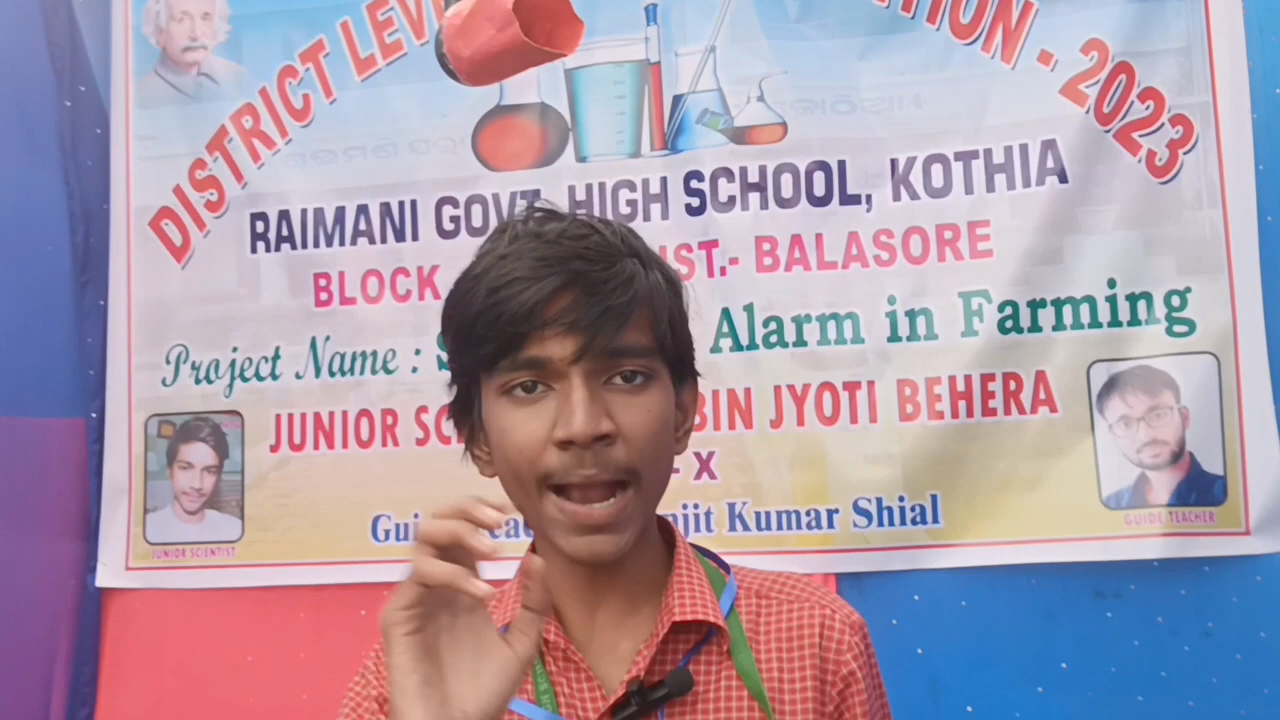 DISTRICT LEV TION - 2023
RAIMANI GOVT. HIGH SCHOOL, KOTHIA
BLOCK IST.- BALASORE
Project Name : S Alarm in Farming
JUNIOR SC BIN JYOTI BEHERA
- X
Gui Tea njit Kumar Shial
JUNIOR SCIENTIST
GUIDE TEACHER